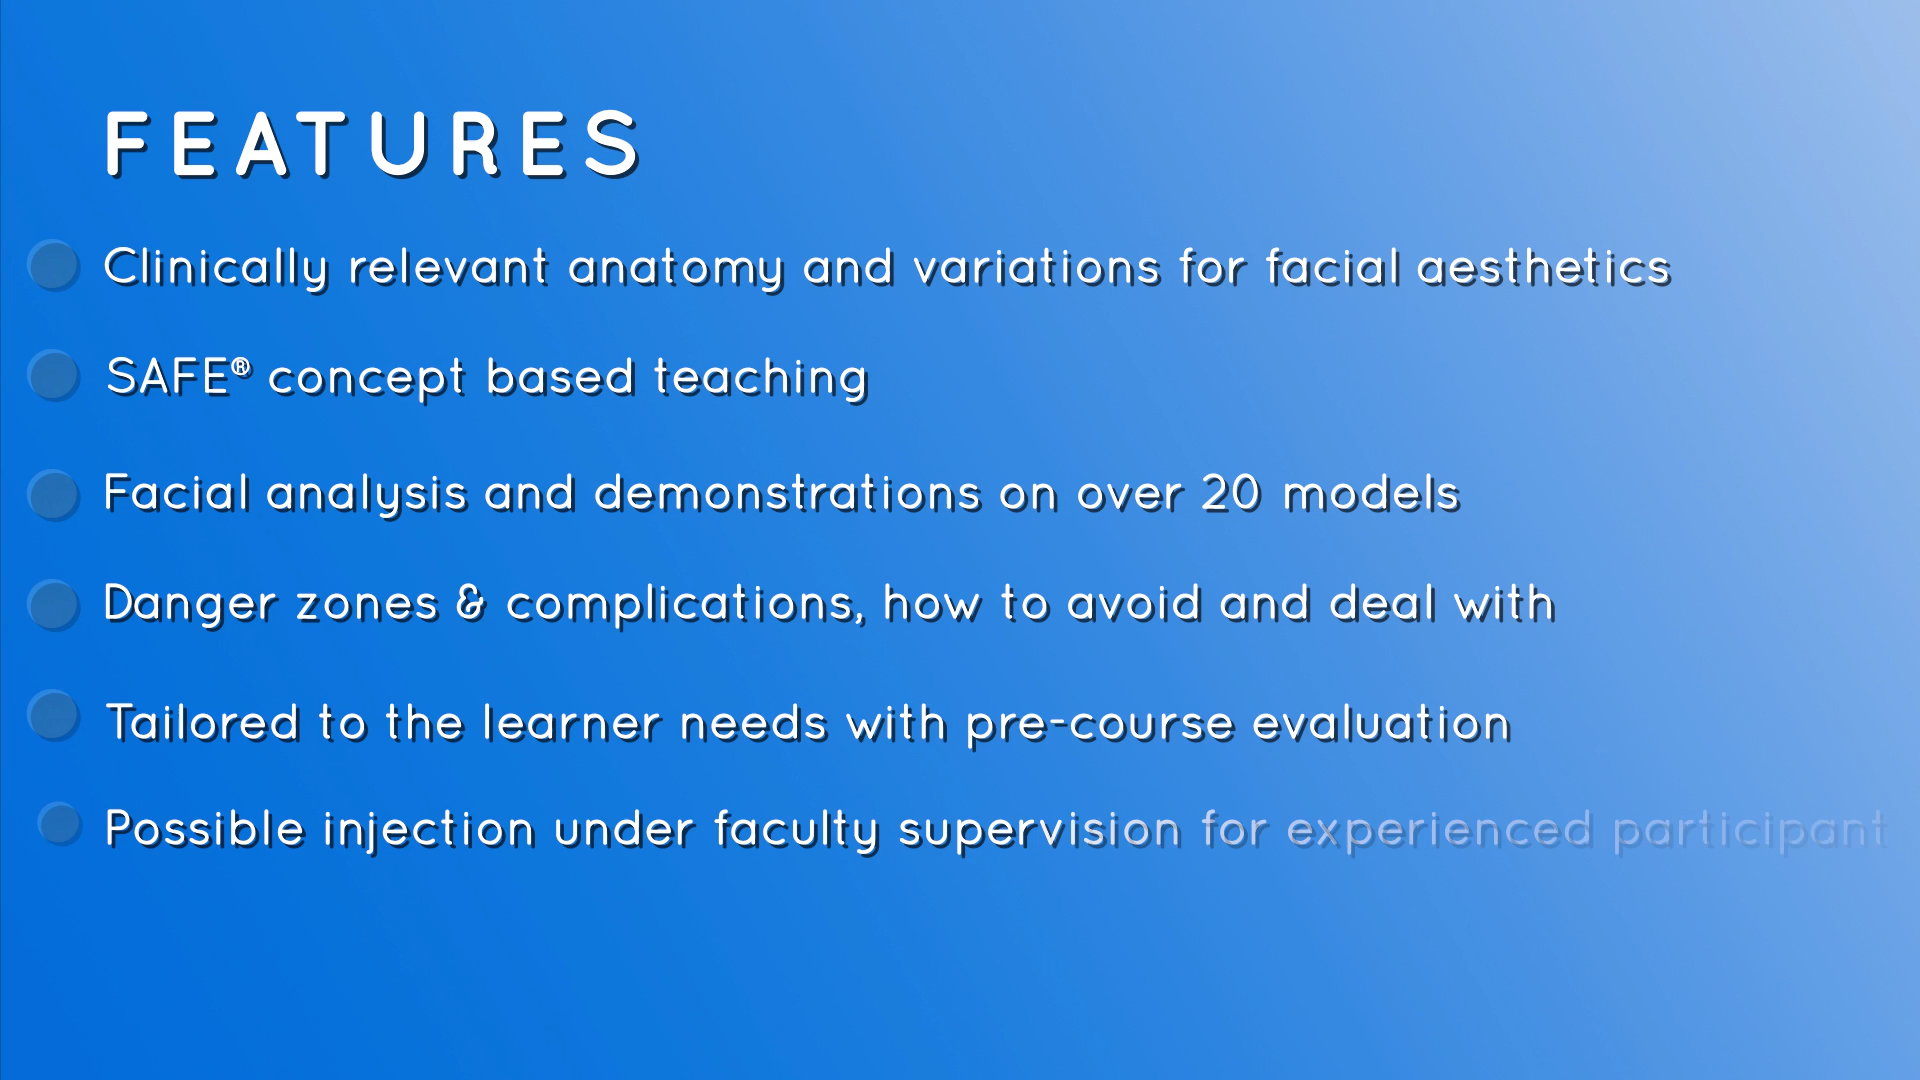 FEATURES
Clinically relevant anatomy and variations for facial aesthetics
SAFE® concept based teaching
Facial analysis and demonstrations on over 20 models
Danger zones & complications, how to avoid and deal with
Tailored to the learner needs with pre-course evaluation
Possible injection under faculty supervision for experienced participant